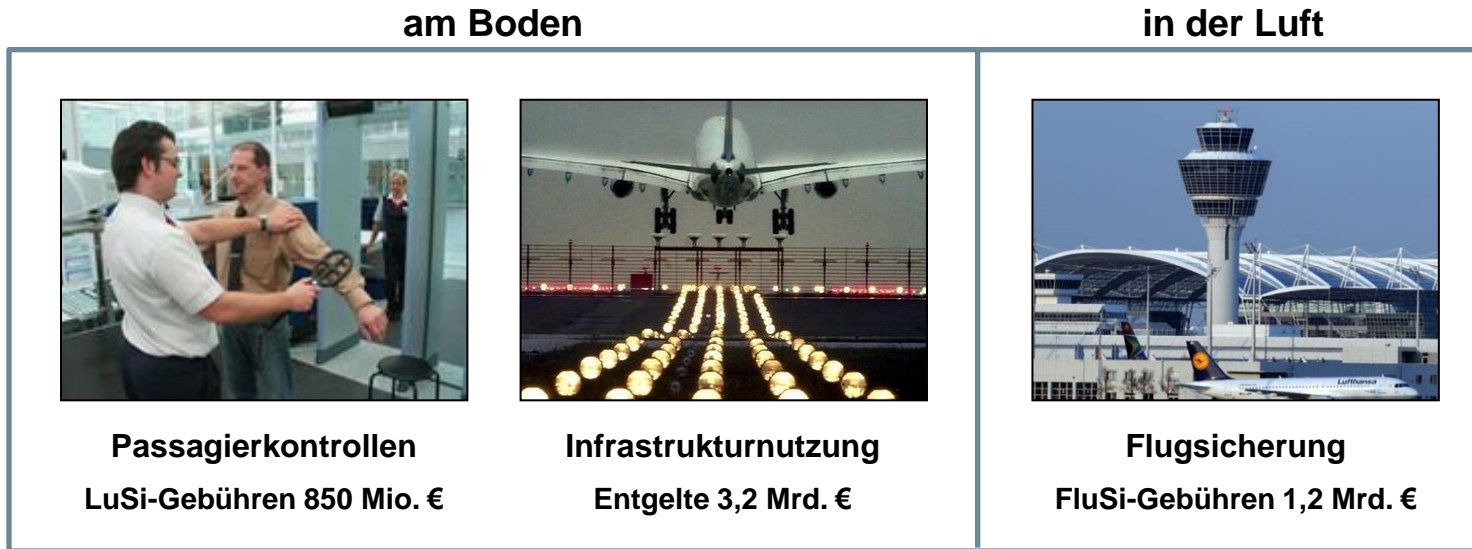 am Boden
in der Luft
Lufthansa
Passagierkontrollen
LuSi-Gebühren 850 Mio. €
Infrastrukturnutzung
Entgelte 3,2 Mrd. €
Flugsicherung
FluSi-Gebühren 1,2 Mrd. €